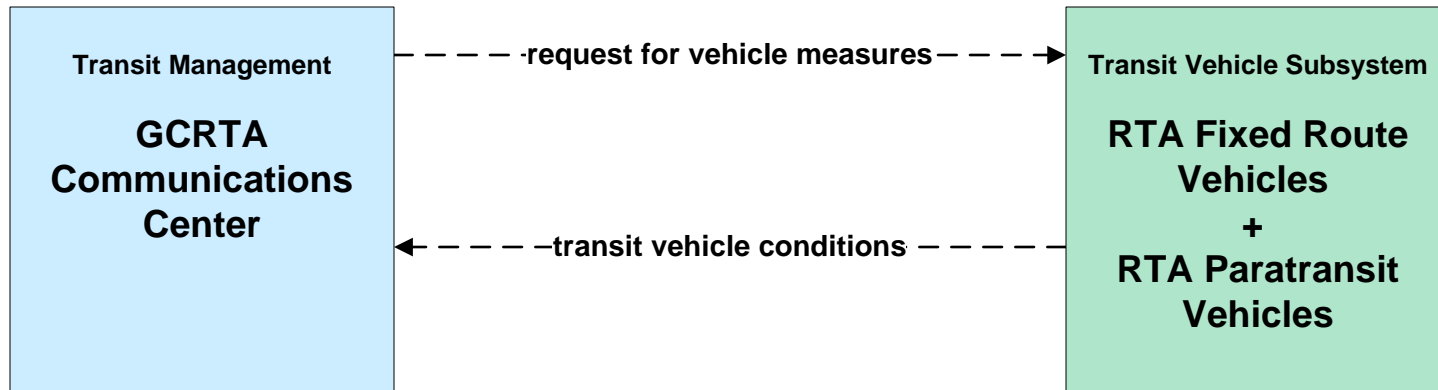 Transit Management
GCRTA
Communications
Center
request for vehicle measures
transit vehicle conditions
Transit Vehicle Subsystem
RTA Fixed Route
Vehicles
+
RTA Paratransit
Vehicles